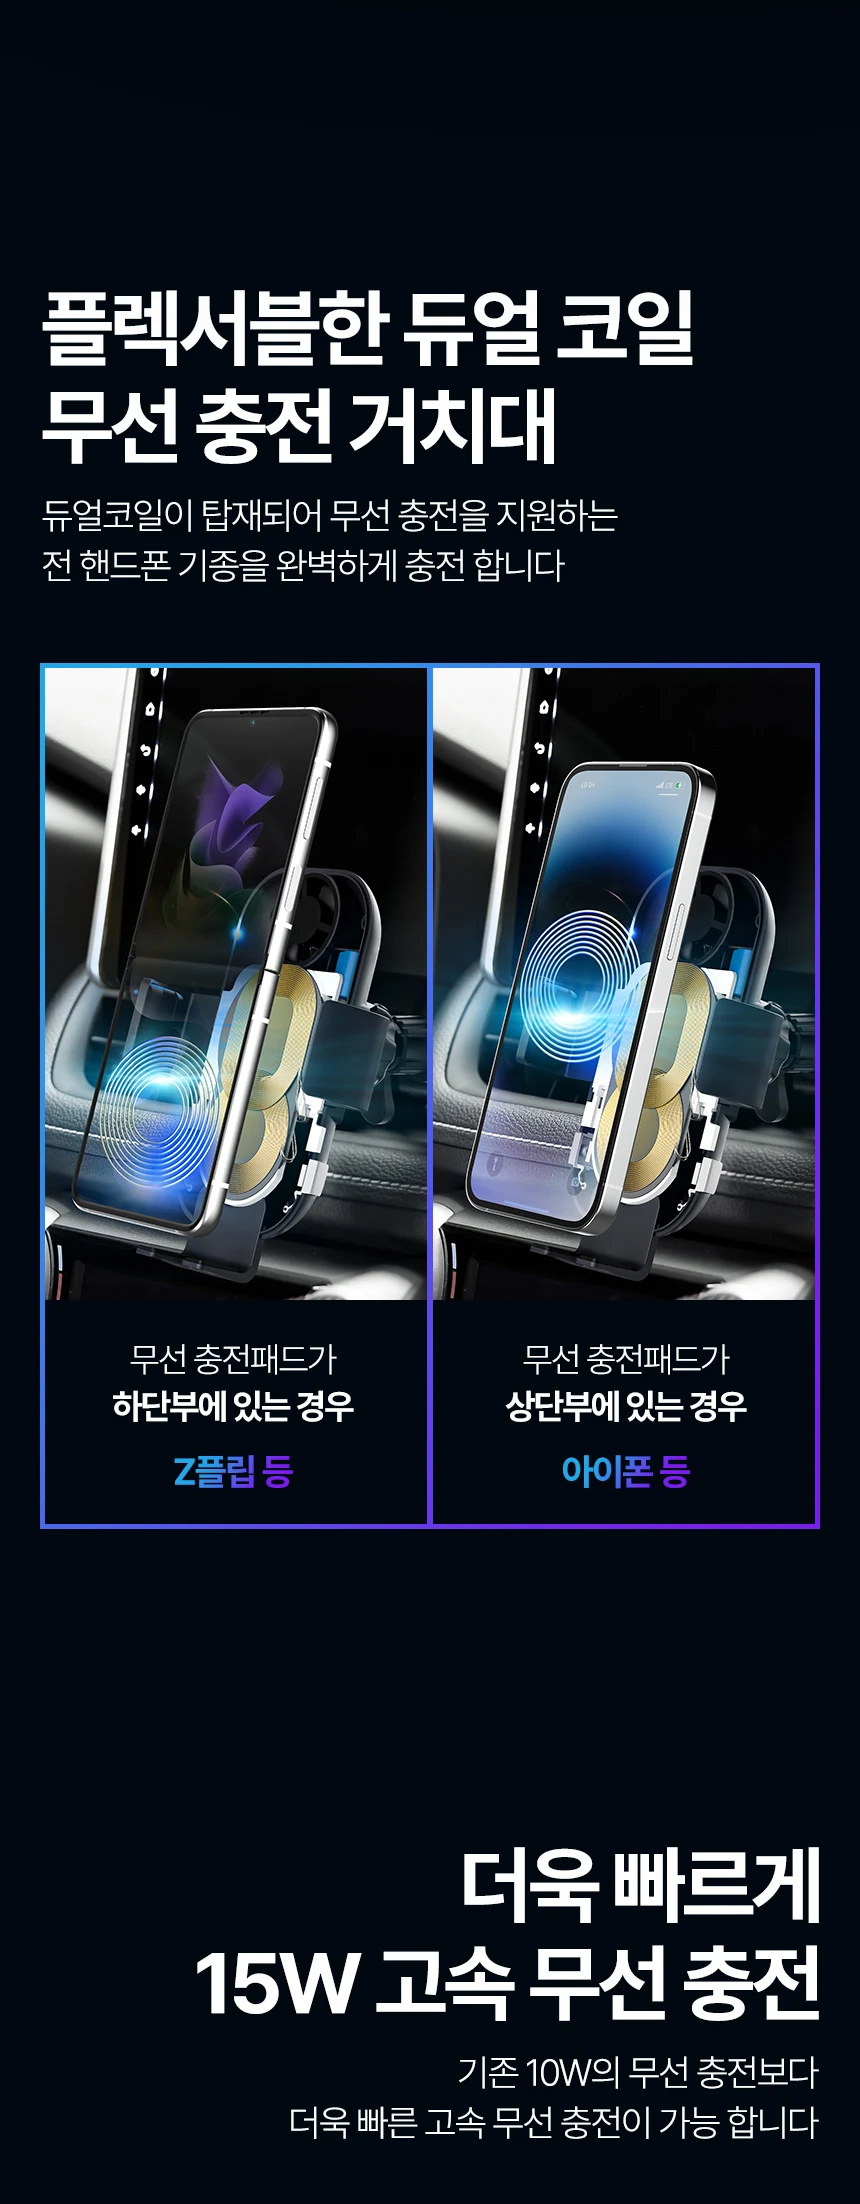 플렉서블한 듀얼 코일
무선 충전 거치대
듀얼코일이 탑재되어 무선 충전을 지원하는
전 핸드폰 기종을 완벽하게 충전 합니다
무선 충전패드가
하단부에 있는 경우
Z플립 등
무선 충전패드가
상단부에 있는 경우
아이폰 등
더욱 빠르게
15W 고속 무선 충전
기존 10W의 무선 충전보다
더욱 빠른 고속 무선 충전이 가능 합니다